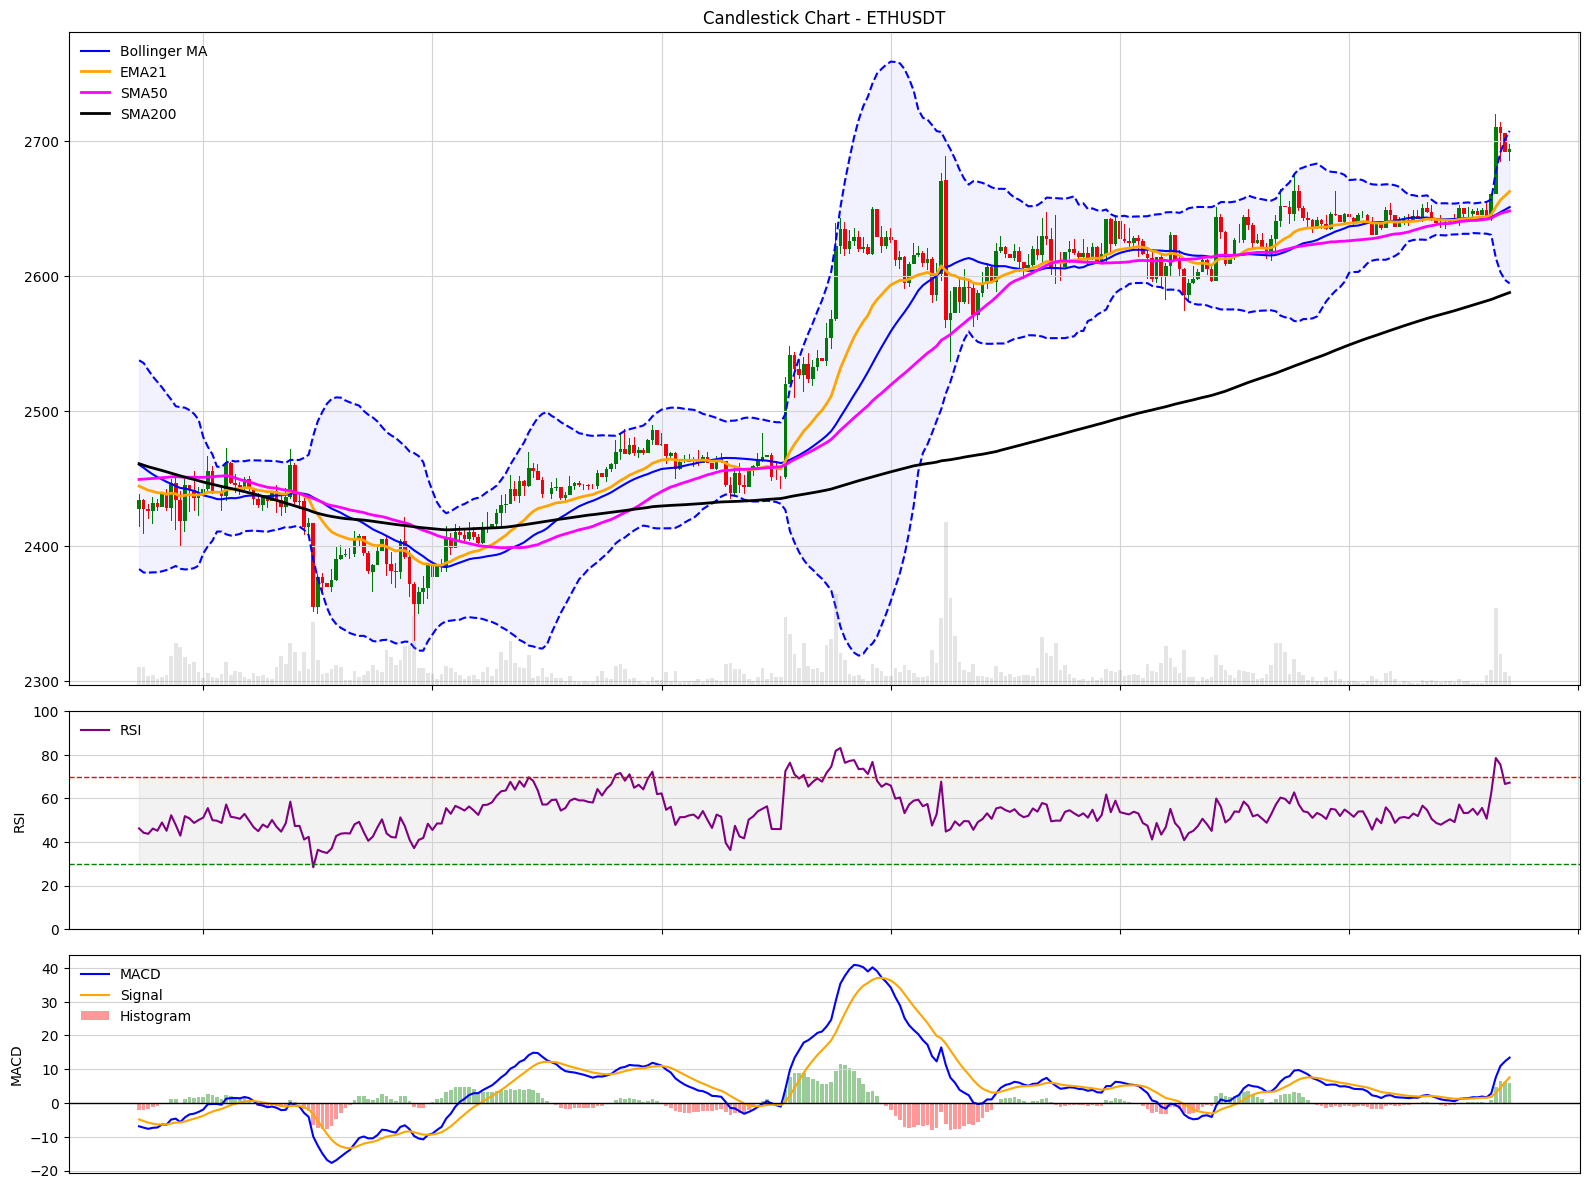 Candlestick Chart - ETHUSDT
Bollinger MA
EMA21
SMA50
SMA200
2700
2600
2500
2400
2300
RSI
RSI
100
80
60
40
20
0
MACD
Signal
Histogram
MACD
40
30
20
10
0
−10
−20